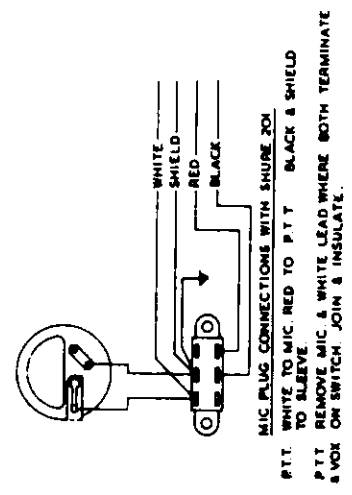 WHITE
SHIELD
RED
BLACK
MIC PLUG CONNECTIONS WITH SHURE 201
P.T.T. WHITE TO MIC. RED TO P.T.T BLACK & SHIELD
TO SLEEVE.
P.T.T REMOVE MIC. & WHITE LEAD WHERE BOTH TERMINATE
& VOX ON SWITCH. JOIN & INSULATE.